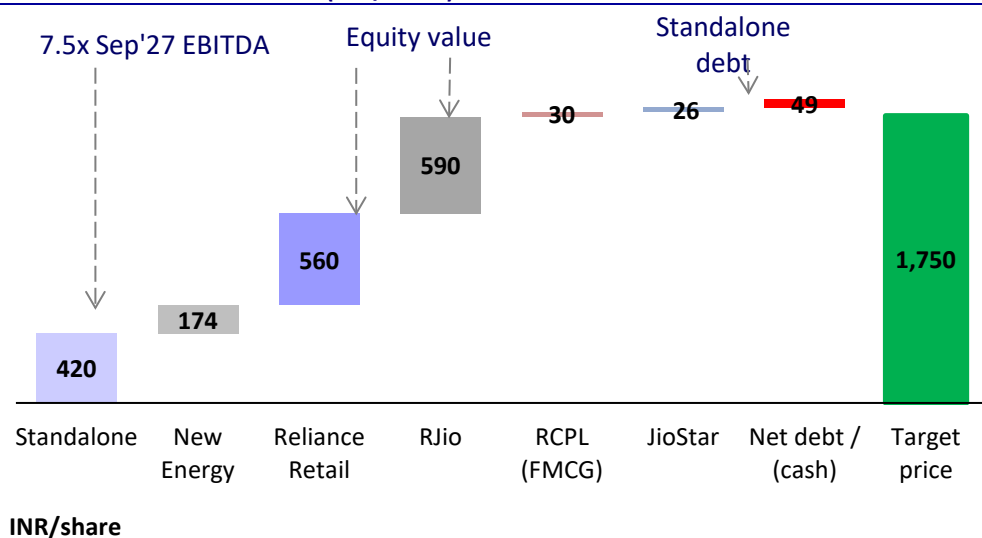 7.5x Sep'27 EBITDA
Equity value
Standalone
debt
420
174
560
590
30
26
49
1,750
Standalone
New
Energy
Reliance
Retail
RJio
RCPL
(FMCG)
JioStar
Net debt /
(cash)
Target
price
INR/share